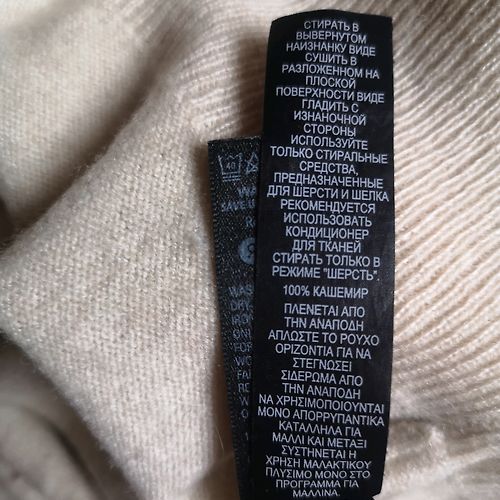 СТИРАТЬ В
ВЫВЕРНУТОМ
НАИЗНАНКУ ВИДЕ
СУШИТЬ В
РАЗЛОЖЕННОМ НА
ПЛОСКОЙ
ПОВЕРХНОСТИ ВИДЕ
ГЛАДИТЬ С
ИЗНАНОЧНОЙ
СТОРОНЫ
ИСПОЛЬЗУЙТЕ
ТОЛЬКО СТИРАЛЬНЫЕ
СРЕДСТВА,
ПРЕДНАЗНАЧЕННЫЕ
ДЛЯ ШЕРСТИ И ШЕЛКА
РЕКОМЕНДУЕТСЯ
ИСПОЛЬЗОВАТЬ
КОНДИЦИОНЕР
ДЛЯ ТКАНЕЙ
СТИРАТЬ ТОЛЬКО В
РЕЖИМЕ "ШЕРСТЬ".
100% КАШЕМИР
ΠΛΕΝΕΤΑΙ ΑΠΟ
ΤΗΝ ΑΝΑΠΟΔΗ
ΑΠΛΩΣΤΕ ΤΟ ΡΟΥΧΟ
ΟΡΙΖΟΝΤΙΑ ΓΙΑ ΝΑ
ΣΤΕΓΝΩΣΕΙ
ΣΙΔΕΡΩΜΑ ΑΠΟ
ΤΗΝ ΑΝΑΠΟΔΗ
ΝΑ ΧΡΗΣΙΜΟΠΟΙΟΥΝΤΑΙ
ΜΟΝΟ ΑΠΟΡΡΥΠΑΝΤΙΚΑ
ΚΑΤΑΛΛΗΛΑ ΓΙΑ
ΜΑΛΛΙ ΚΑΙ ΜΕΤΑΞΙ
ΣΥΣΤΗΝΕΤΑΙ Η
ΧΡΗΣΗ ΜΑΛΑΚΤΙΚΟΥ
ΠΛΥΣΙΜΟ ΜΟΝΟ ΣΤΟ
ΠΡΟΓΡΑΜΜΑ ΓΙΑ
ΜΑΛΛΙΝΑ.
40
SAVE